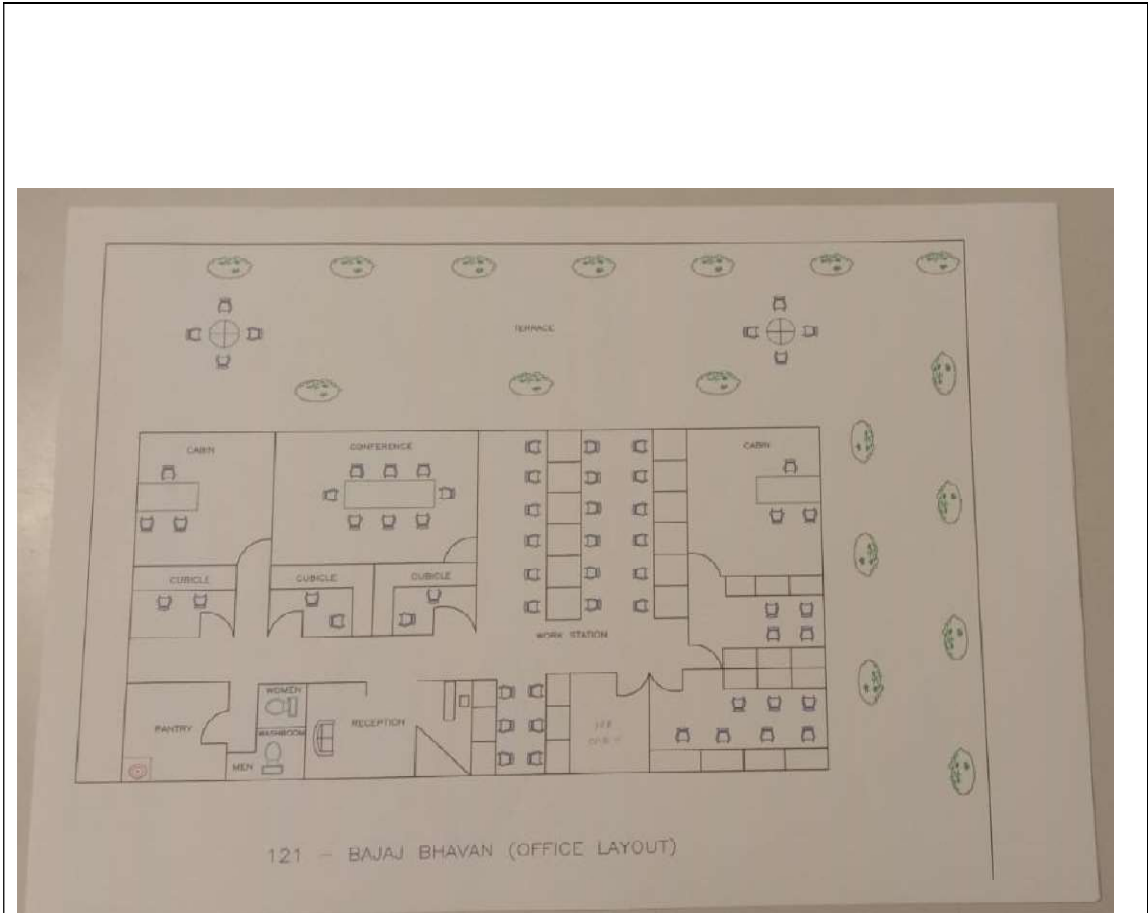 TERRACE
CABIN
CONFERENCE
CABIN
CUBICLE
CUBICLE
CUBICLE
WORK STATION
WOMEN
PANTRY
WASHROOM
RECEPTION
MEN
121 - BAJAJ BHAVAN (OFFICE LAYOUT)